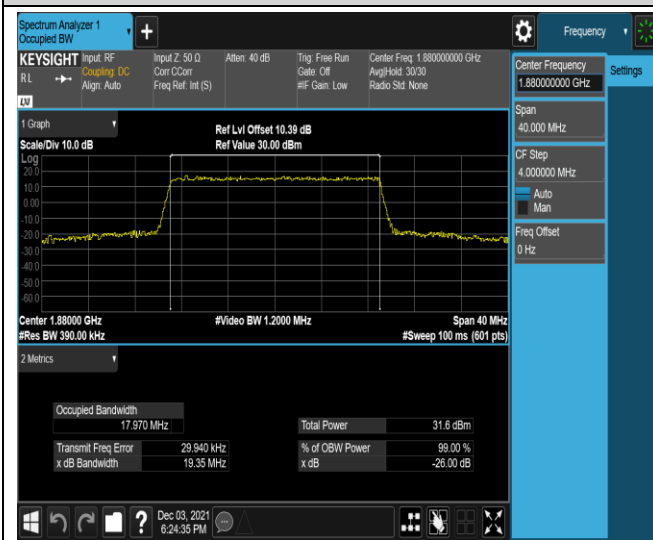 Spectrum Analyzer 1
Occupied BW
Frequency
KEYSIGHT
RL
LXI
Input: RF
Coupling: DC
Align: Auto
Input Z: 50 Ω
Corr CCorr
Freq Ref: Int (S)
Atten: 40 dB
Trig: Free Run
Gate: Off
#IF Gain: Low
Center Freq: 1.880000000 GHz
Avg|Hold: 30/30
Radio Std: None
Center Frequency
1.880000000 GHz
Settings
Span
40.000 MHz
CF Step
4.000000 MHz
Auto
Man
Freq Offset
0 Hz
1 Graph
Scale/Div 10.0 dB
Ref Lvl Offset 10.39 dB
Ref Value 30.00 dBm
Log
20.0
10.0
0.00
-10.0
-20.0
-30.0
-40.0
-50.0
-60.0
Center 1.88000 GHz
#Video BW 1.2000 MHz
Span 40 MHz
#Res BW 390.00 kHz
#Sweep 100 ms (601 pts)
2 Metrics
Occupied Bandwidth
17.970 MHz
Total Power 31.6 dBm
Transmit Freq Error 29.940 kHz
% of OBW Power 99.00 %
x dB Bandwidth 19.35 MHz
x dB -26.00 dB
?
Dec 03, 2021
6:24:35 PM